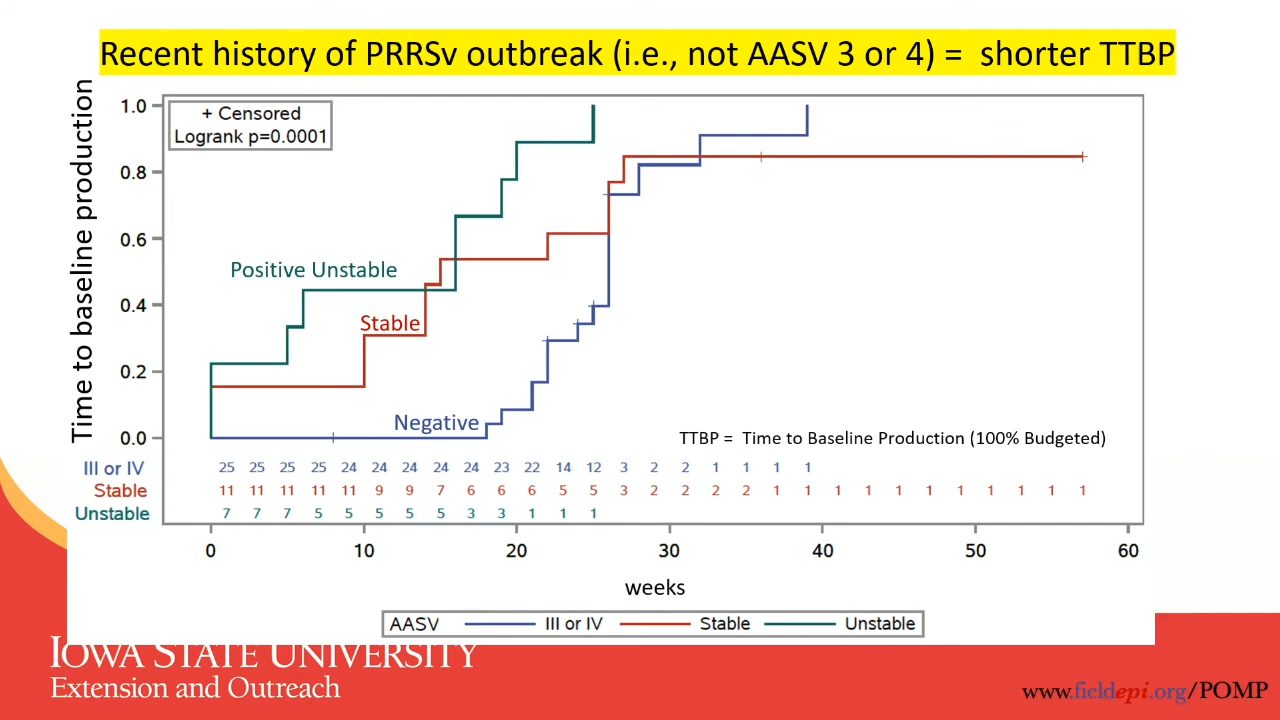 Recent history of PRRSv outbreak (i.e., not AASV 3 or 4) = shorter TTBP
Time to baseline production
+ Censored
Logrank p=0.0001
1.0
0.8
0.6
0.4
0.2
0.0
Positive Unstable
Stable
Negative
TTBP = Time to Baseline Production (100% Budgeted)
III or IV 25 25 25 25 24 24 24 24 24 23 22 14 12 3 2 2 1 1 1 1
Stable 11 11 11 11 11 9 9 7 6 6 6 5 5 3 2 2 2 2 1 1 1 1 1 1 1 1 1 1 1
Unstable 7 7 7 5 5 5 5 5 3 3 1 1 1
0 10 20 30 40 50 60
weeks
AASV III or IV Stable Unstable
IOWA STATE UNIVERSITY
Extension and Outreach
www.fieldepi.org/POMP